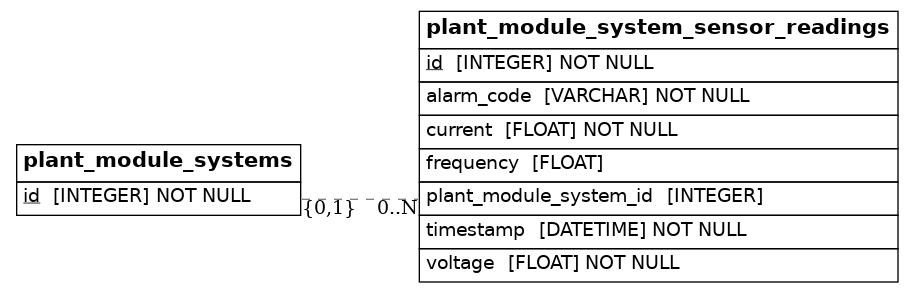 plant_module_systems
id [INTEGER] NOT NULL
{0,1} 0..N
plant_module_system_sensor_readings
id [INTEGER] NOT NULL
alarm_code [VARCHAR] NOT NULL
current [FLOAT] NOT NULL
frequency [FLOAT]
plant_module_system_id [INTEGER]
timestamp [DATETIME] NOT NULL
voltage [FLOAT] NOT NULL